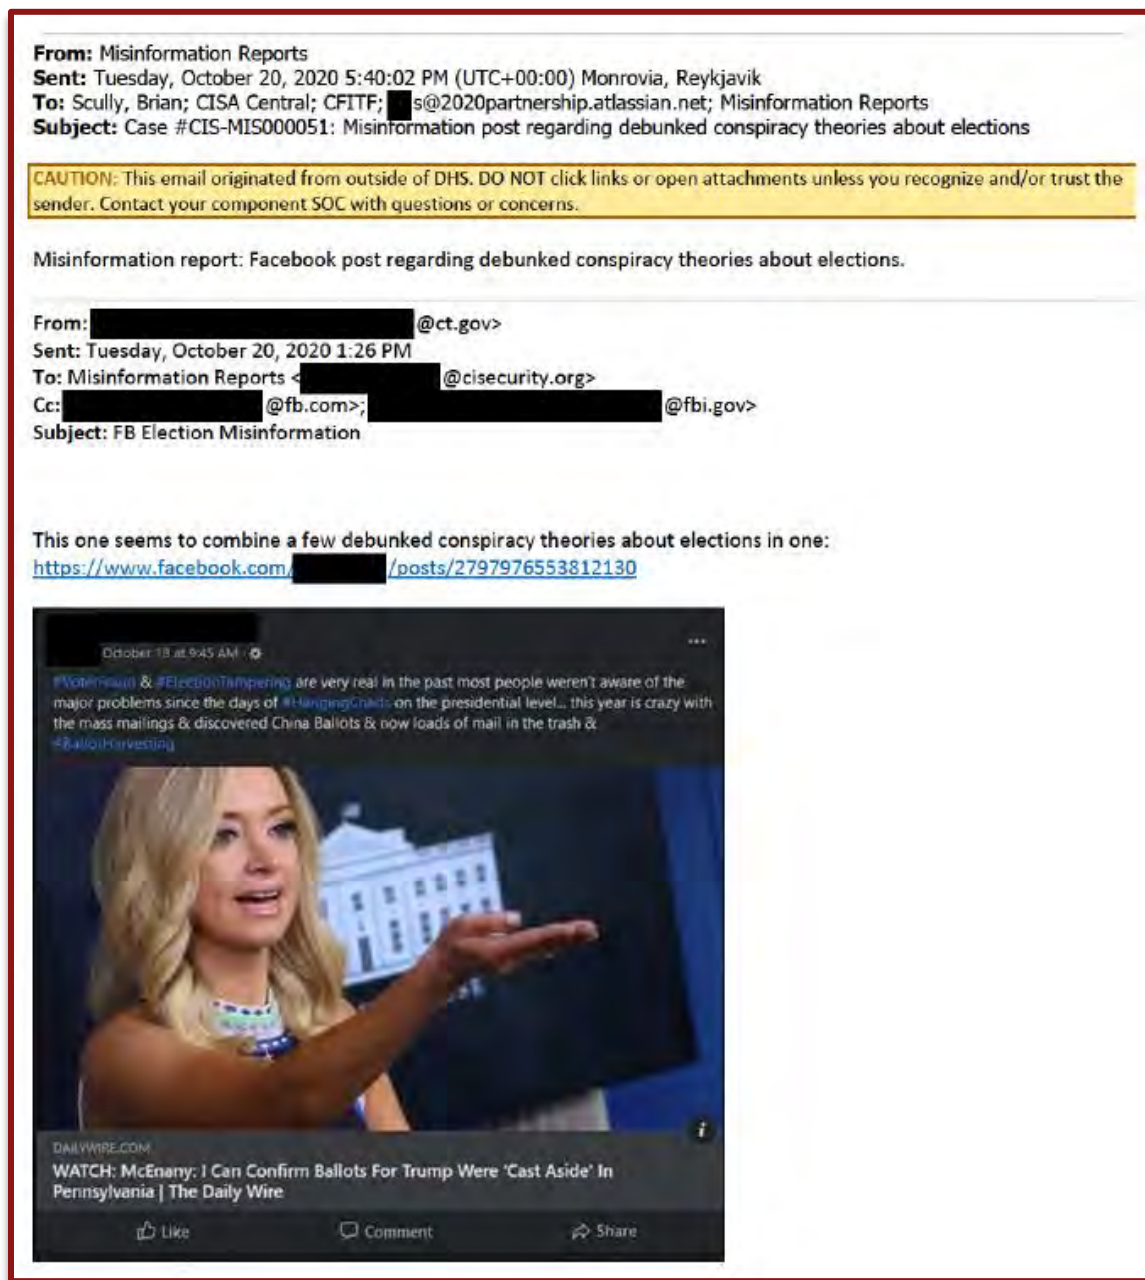 From: Misinformation Reports
Sent: Tuesday, October 20, 2020 5:40:02 PM (UTC+00:00) Monrovia, Reykjavik
To: Scully, Brian; CISA Central; CFITF; s@2020partnership.atlassian.net; Misinformation Reports
Subject: Case #CIS-MIS000051: Misinformation post regarding debunked conspiracy theories about elections
CAUTION: This email originated from outside of DHS. DO NOT click links or open attachments unless you recognize and/or trust the
sender. Contact your component SOC with questions or concerns.
Misinformation report: Facebook post regarding debunked conspiracy theories about elections.
From: @ct.gov>
Sent: Tuesday, October 20, 2020 1:26 PM
To: Misinformation Reports < @cisecurity.org>
Cc: @fb.com>; @fbi.gov>
Subject: FB Election Misinformation
This one seems to combine a few debunked conspiracy theories about elections in one:
https://www.facebook.com/ /posts/2797976553812130
October at 9:45 AM ·
#VoterFraud & #ElectionTampering are very real in the past most people weren't aware of the
major problems since the days of #HangingChads on the presidential level... this year is crazy with
the mass mailings & discovered China Ballots & now loads of mail in the trash &
#BallotHarvesting
DAILYWIRE.COM
WATCH: McEnany: I Can Confirm Ballots For Trump Were 'Cast Aside' In
Pennsylvania | The Daily Wire
Like Comment Share